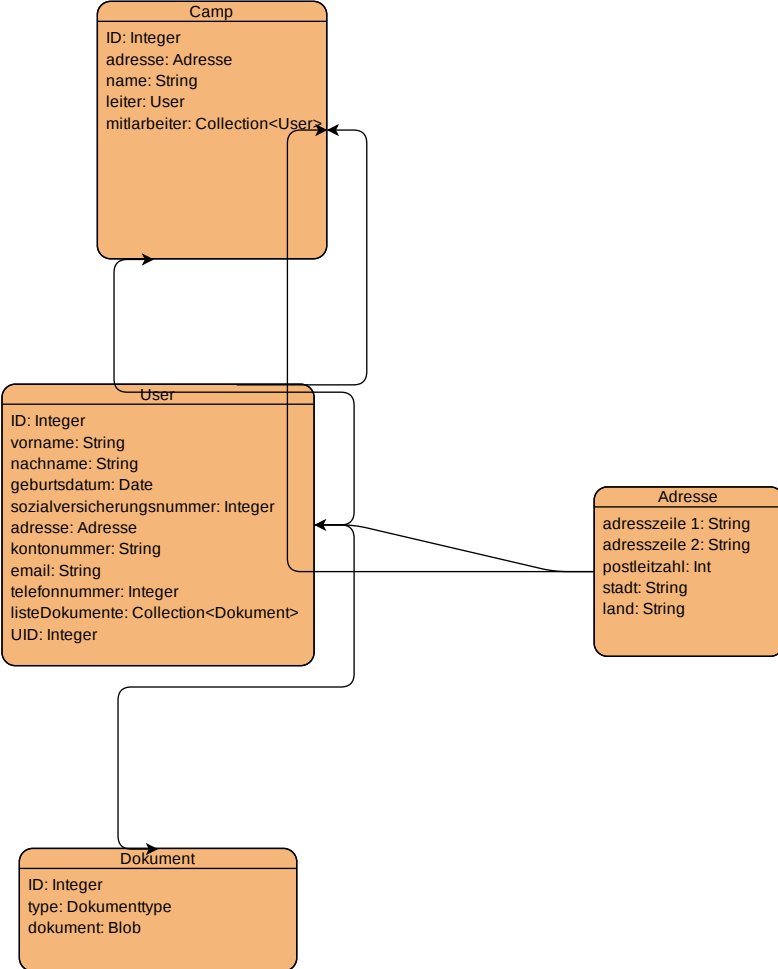 Camp
ID: Integer
adresse: Adresse
name: String
leiter: User
mitlarbeiter: Collection<User>
User
ID: Integer
vorname: String
nachname: String
geburtsdatum: Date
sozialversicherungsnummer: Integer
adresse: Adresse
kontonummer: String
email: String
telefonnummer: Integer
listeDokumente: Collection<Dokument>
UID: Integer
Adresse
adresszeile 1: String
adresszeile 2: String
postleitzahl: Int
stadt: String
land: String
Dokument
ID: Integer
type: Dokumenttype
dokument: Blob